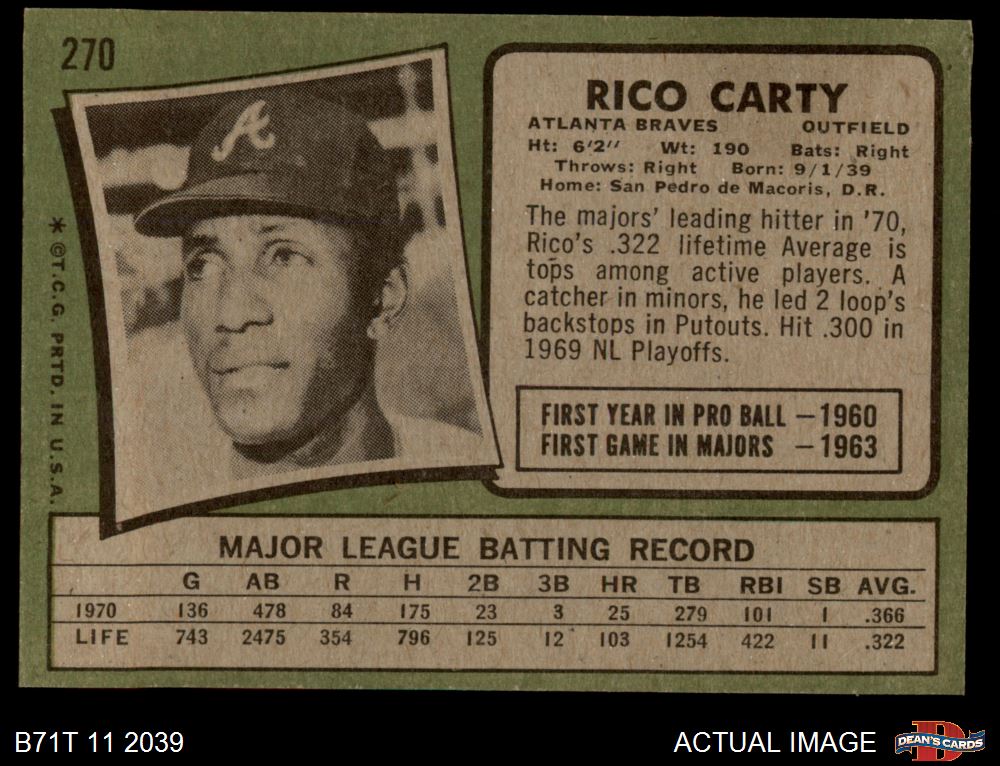 270
A
RICO CARTY
ATLANTA BRAVES OUTFIELD
Ht: 6'2" Wt: 190 Bats: Right
Throws: Right Born: 9/1/39
Home: San Pedro de Macoris, D.R.
The majors' leading hitter in '70,
Rico's .322 lifetime Average is
tops among active players. A
catcher in minors, he led 2 loop's
backstops in Putouts. Hit .300 in
1969 NL Playoffs.
FIRST YEAR IN PRO BALL — 1960
FIRST GAME IN MAJORS — 1963
* © T.C.G. PRTD. IN U.S.A.
MAJOR LEAGUE BATTING RECORD
G AB R H 2B 3B HR TB RBI SB AVG.
1970 136 478 84 175 23 3 25 279 101 1 .366
LIFE 743 2475 354 796 125 12 103 1254 422 11 .322
B71T 11 2039
ACTUAL IMAGE
D
DEAN'S CARDS